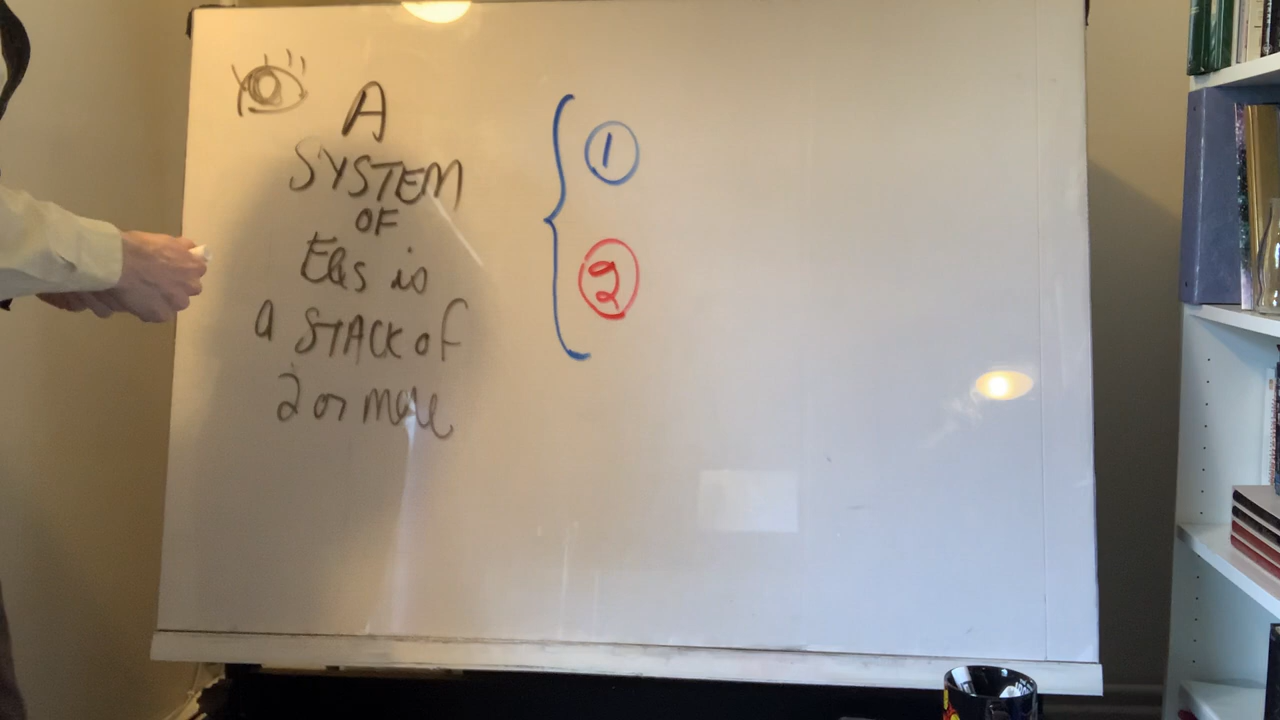 A
SYSTEM
OF
Eqs is
a STACK of
2 or more
1
2